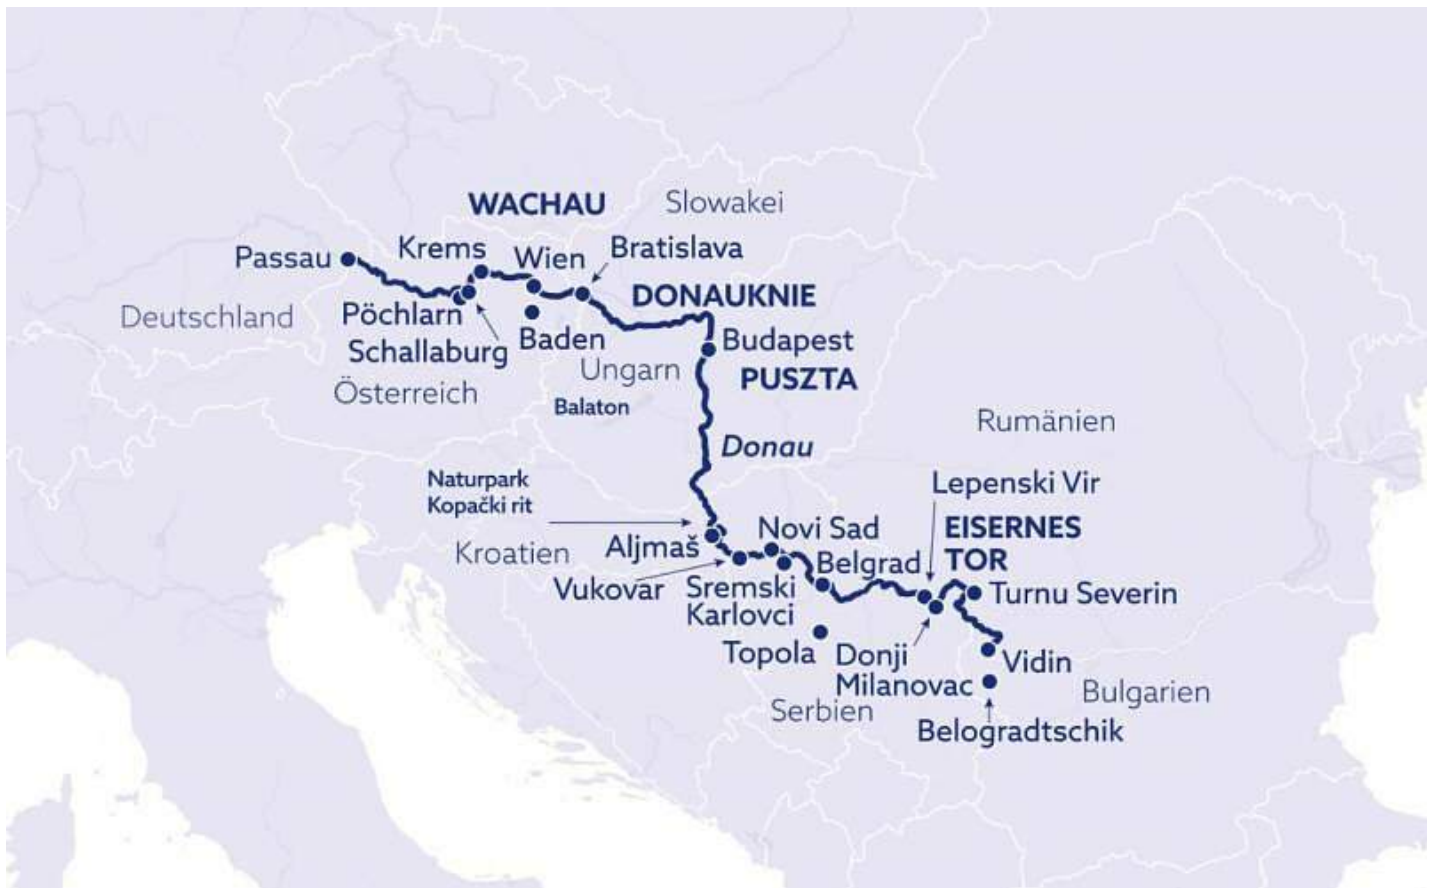 WACHAU
Slowakei
Krems
Wien
Bratislava
Passau
DONAUKNIE
Deutschland
Pöchlarn
Schallaburg
Baden
Budapest
Ungarn
PUSZTA
Österreich
Balaton
Rumänien
Donau
Naturpark
Kopački rit
Lepenski Vir
EISERNES
TOR
Novi Sad
Aljmaš
Kroatien
Belgrad
Vukovar
Sremski
Karlovci
Turnu Severin
Topola
Donji
Milanovac
Vidin
Bulgarien
Serbien
Belogradtschik